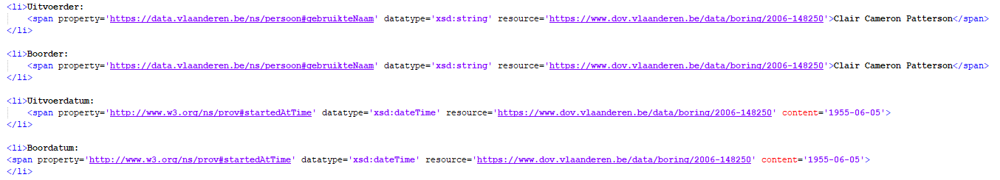 <li>Uitvoerder:
<span property='https://data.vlaanderen.be/ns/persoon#gebruikteNaam' datatype='xsd:string' resource='https://www.dov.vlaanderen.be/data/boring/2006-148250'>Clair Cameron Patterson</span>
</li>
<li>Boorder:
<span property='https://data.vlaanderen.be/ns/persoon#gebruikteNaam' datatype='xsd:string' resource='https://www.dov.vlaanderen.be/data/boring/2006-148250'>Clair Cameron Patterson</span>
</li>
<li>Uitvoerdatum:
<span property='http://www.w3.org/ns/prov#startedAtTime' datatype='xsd:dateTime' resource='https://www.dov.vlaanderen.be/data/boring/2006-148250' content='1955-06-05'>
</li>
<li>Boordatum:
<span property='http://www.w3.org/ns/prov#startedAtTime' datatype='xsd:dateTime' resource='https://www.dov.vlaanderen.be/data/boring/2006-148250' content='1955-06-05'>
</li>